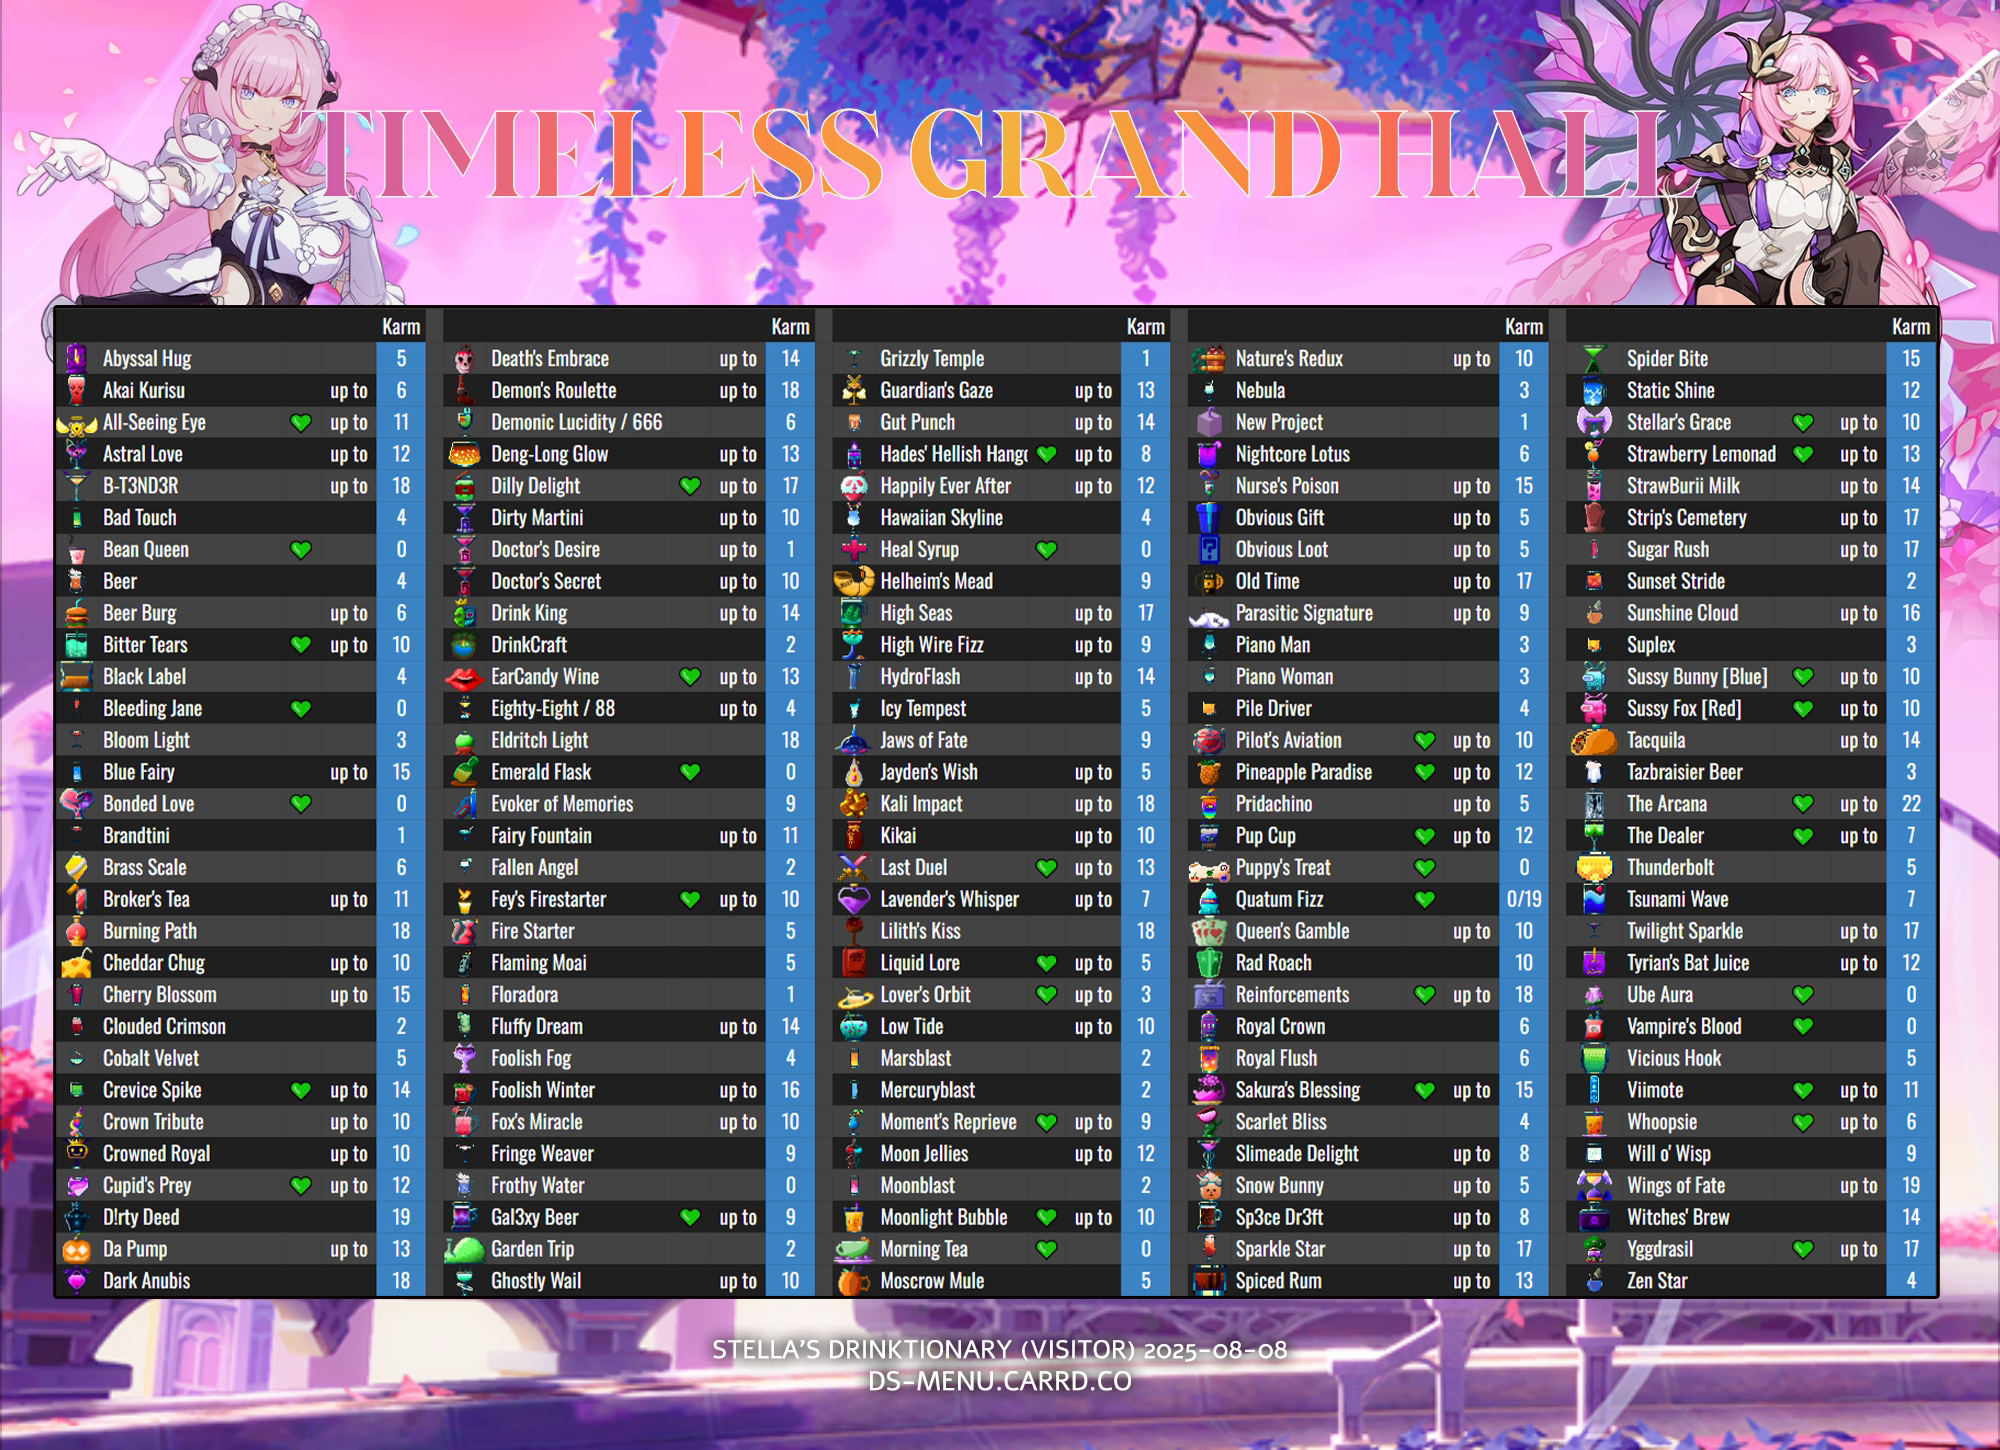 TIMELESS GRAND HALL
Karm
Abyssal Hug 5
Akai Kurisu up to 6
All-Seeing Eye up to 11
Astral Love up to 12
B-T3ND3R up to 18
Bad Touch 4
Bean Queen 0
Beer 4
Beer Burg up to 6
Bitter Tears up to 10
Black Label 4
Bleeding Jane 0
Bloom Light 3
Blue Fairy up to 15
Bonded Love 0
Brandtini 1
Brass Scale 6
Broker's Tea up to 11
Burning Path 18
Cheddar Chug up to 10
Cherry Blossom up to 15
Clouded Crimson 2
Cobalt Velvet 5
Crevice Spike up to 14
Crown Tribute up to 10
Crowned Royal up to 10
Cupid's Prey up to 12
D!rty Deed 19
Da Pump up to 13
Dark Anubis 18
Karm
Death's Embrace up to 14
Demon's Roulette up to 18
Demonic Lucidity / 666 6
Deng-Long Glow up to 13
Dilly Delight up to 17
Dirty Martini up to 10
Doctor's Desire up to 1
Doctor's Secret up to 10
Drink King up to 14
DrinkCraft 2
EarCandy Wine up to 13
Eighty-Eight / 88 up to 4
Eldritch Light 18
Emerald Flask 0
Evoker of Memories 9
Fairy Fountain up to 11
Fallen Angel 2
Fey's Firestarter up to 10
Fire Starter 5
Flaming Moai 5
Floradora 1
Fluffy Dream up to 14
Foolish Fog 4
Foolish Winter up to 16
Fox's Miracle up to 10
Fringe Weaver 9
Frothy Water 0
Gal3xy Beer up to 9
Garden Trip 2
Ghostly Wail up to 10
Karm
Grizzly Temple 1
Guardian's Gaze up to 13
Gut Punch up to 14
Hades' Hellish Hang up to 8
Happily Ever After up to 12
Hawaiian Skyline 4
Heal Syrup 0
Helheim's Mead 9
High Seas up to 17
High Wire Fizz up to 9
HydroFlash up to 14
Icy Tempest 5
Jaws of Fate 9
Jayden's Wish up to 5
Kali Impact up to 18
Kikai up to 10
Last Duel up to 13
Lavender's Whisper up to 7
Lilith's Kiss 18
Liquid Lore up to 5
Lover's Orbit up to 3
Low Tide up to 10
Marsblast 2
Mercuryblast 2
Moment's Reprieve up to 9
Moon Jellies up to 12
Moonblast 2
Moonlight Bubble up to 10
Morning Tea 0
Moscrow Mule 5
Karm
Nature's Redux up to 10
Nebula 3
New Project 1
Nightcore Lotus 6
Nurse's Poison up to 15
Obvious Gift up to 5
Obvious Loot up to 5
Old Time up to 17
Parasitic Signature up to 9
Piano Man 3
Piano Woman 3
Pile Driver 4
Pilot's Aviation up to 10
Pineapple Paradise up to 12
Pridachino up to 5
Pup Cup up to 12
Puppy's Treat 0
Quatum Fizz 0/19
Queen's Gamble up to 10
Rad Roach 10
Reinforcements up to 18
Royal Crown 6
Royal Flush 6
Sakura's Blessing up to 15
Scarlet Bliss 4
Slimeade Delight up to 8
Snow Bunny up to 5
Sp3ce Dr3ft up to 8
Sparkle Star up to 17
Spiced Rum up to 13
Karm
Spider Bite 15
Static Shine 12
Stellar's Grace up to 10
Strawberry Lemonad up to 13
StrawBurii Milk up to 14
Strip's Cemetery up to 17
Sugar Rush up to 17
Sunset Stride 2
Sunshine Cloud up to 16
Suplex 3
Sussy Bunny [Blue] up to 10
Sussy Fox [Red] up to 10
Tacquila up to 14
Tazbraisier Beer 3
The Arcana up to 22
The Dealer up to 7
Thunderbolt 5
Tsunami Wave 7
Twilight Sparkle up to 17
Tyrian's Bat Juice up to 12
Ube Aura 0
Vampire's Blood 0
Vicious Hook 5
Viimote up to 11
Whoopsie up to 6
Will o' Wisp 9
Wings of Fate up to 19
Witches' Brew 14
Yggdrasil up to 17
Zen Star 4
STELLA'S DRINKTIONARY (VISITOR) 2025-08-08
DS-MENU.CARRD.CO